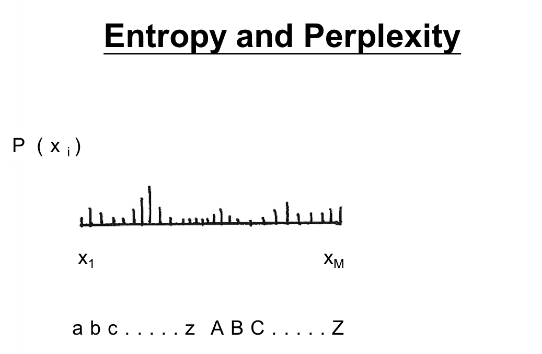 Entropy and Perplexity
P ( x i )
x1 xM
a b c . . . . . z A B C . . . . . Z